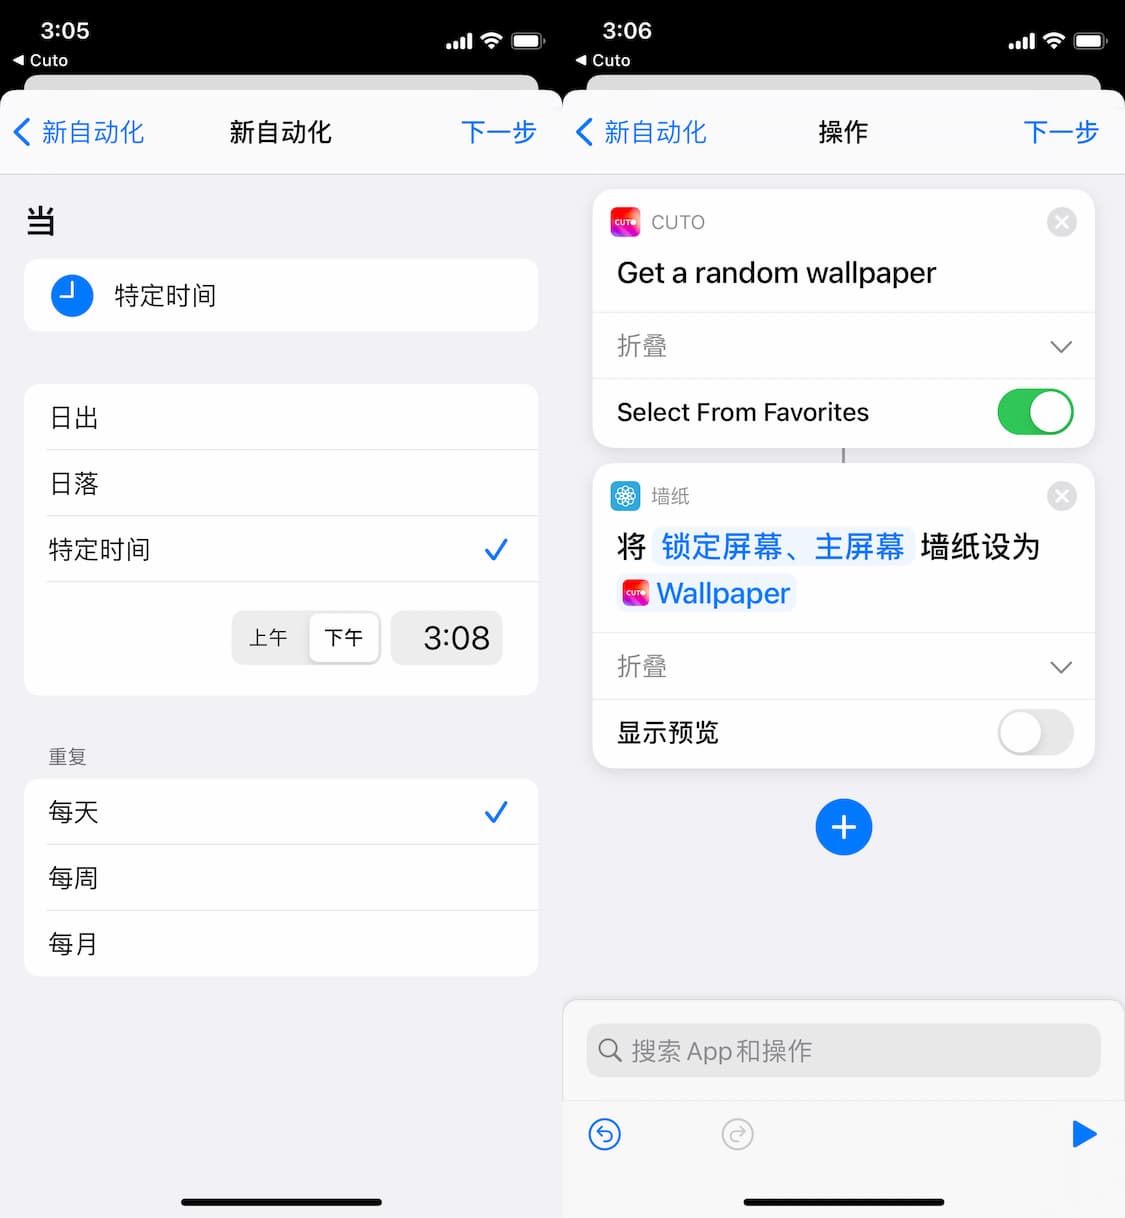 3:05
◀ Cuto
新自动化
新自动化
下一步
当
特定时间
日出
日落
特定时间
上午
下午
3:08
重复
每天
每周
每月
3:06
◀ Cuto
新自动化
操作
下一步
CUTO
CUTO
Get a random wallpaper
折叠
Select From Favorites
墙纸
将 锁定屏幕、主屏幕 墙纸设为
CUTO Wallpaper
折叠
显示预览
搜索 App 和操作